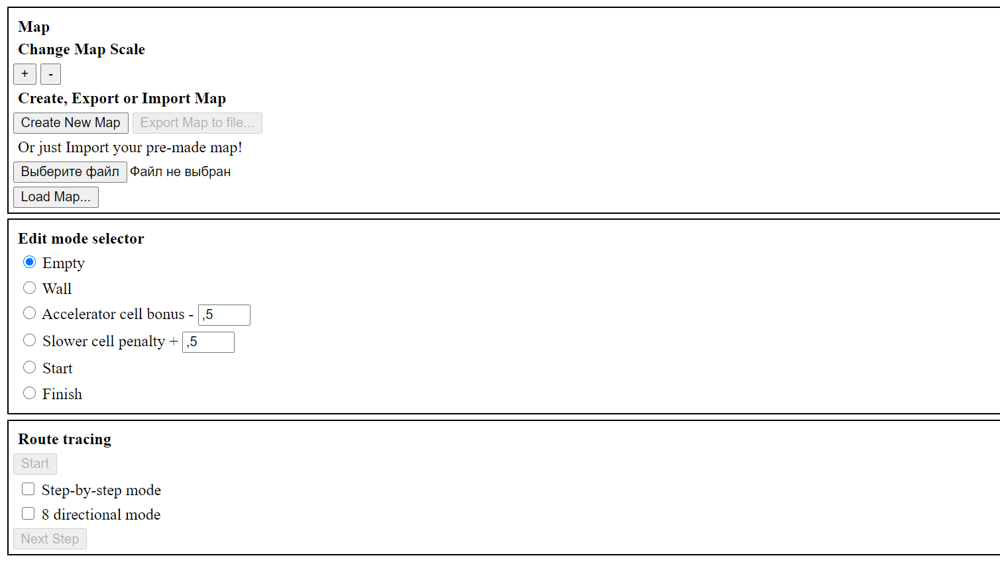 Map
Change Map Scale
+ -
Create, Export or Import Map
Create New Map Export Map to file...
Or just Import your pre-made map!
Выберите файл Файл не выбран
Load Map...
Edit mode selector
Empty
Wall
Accelerator cell bonus - ,5
Slower cell penalty + ,5
Start
Finish
Route tracing
Start
Step-by-step mode
8 directional mode
Next Step